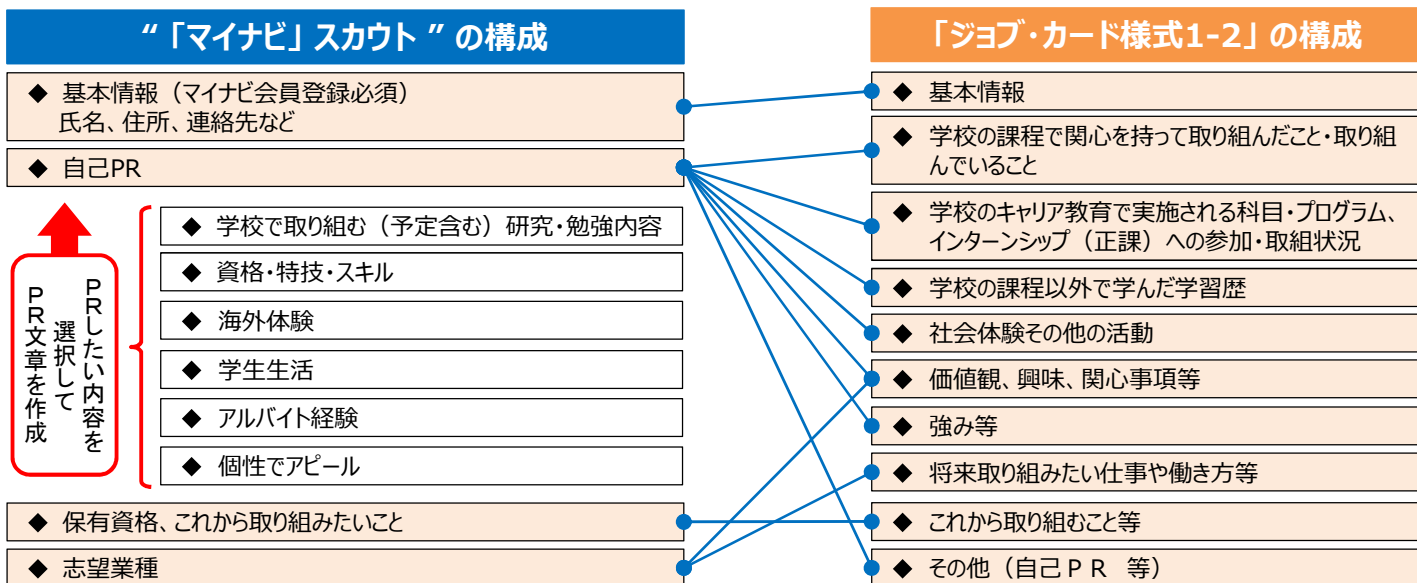 “ 「マイナビ」 スカウト ” の構成
◆ 基本情報（マイナビ会員登録必須）
氏名、住所、連絡先など
◆ 自己PR
PRしたい内容を
選択して
PR文章を作成
◆ 学校で取り組む（予定含む）研究・勉強内容
◆ 資格・特技・スキル
◆ 海外体験
◆ 学生生活
◆ アルバイト経験
◆ 個性でアピール
◆ 保有資格、これから取り組みたいこと
◆ 志望業種
「ジョブ・カード様式1-2」 の構成
◆ 基本情報
◆ 学校の課程で関心を持って取り組んだこと・取り組
んでいること
◆ 学校のキャリア教育で実施される科目・プログラム、
インターンシップ（正課）への参加・取組状況
◆ 学校の課程以外で学んだ学習歴
◆ 社会体験その他の活動
◆ 価値観、興味、関心事項等
◆ 強み等
◆ 将来取り組みたい仕事や働き方等
◆ これから取り組むこと等
◆ その他（自己ＰＲ 等）